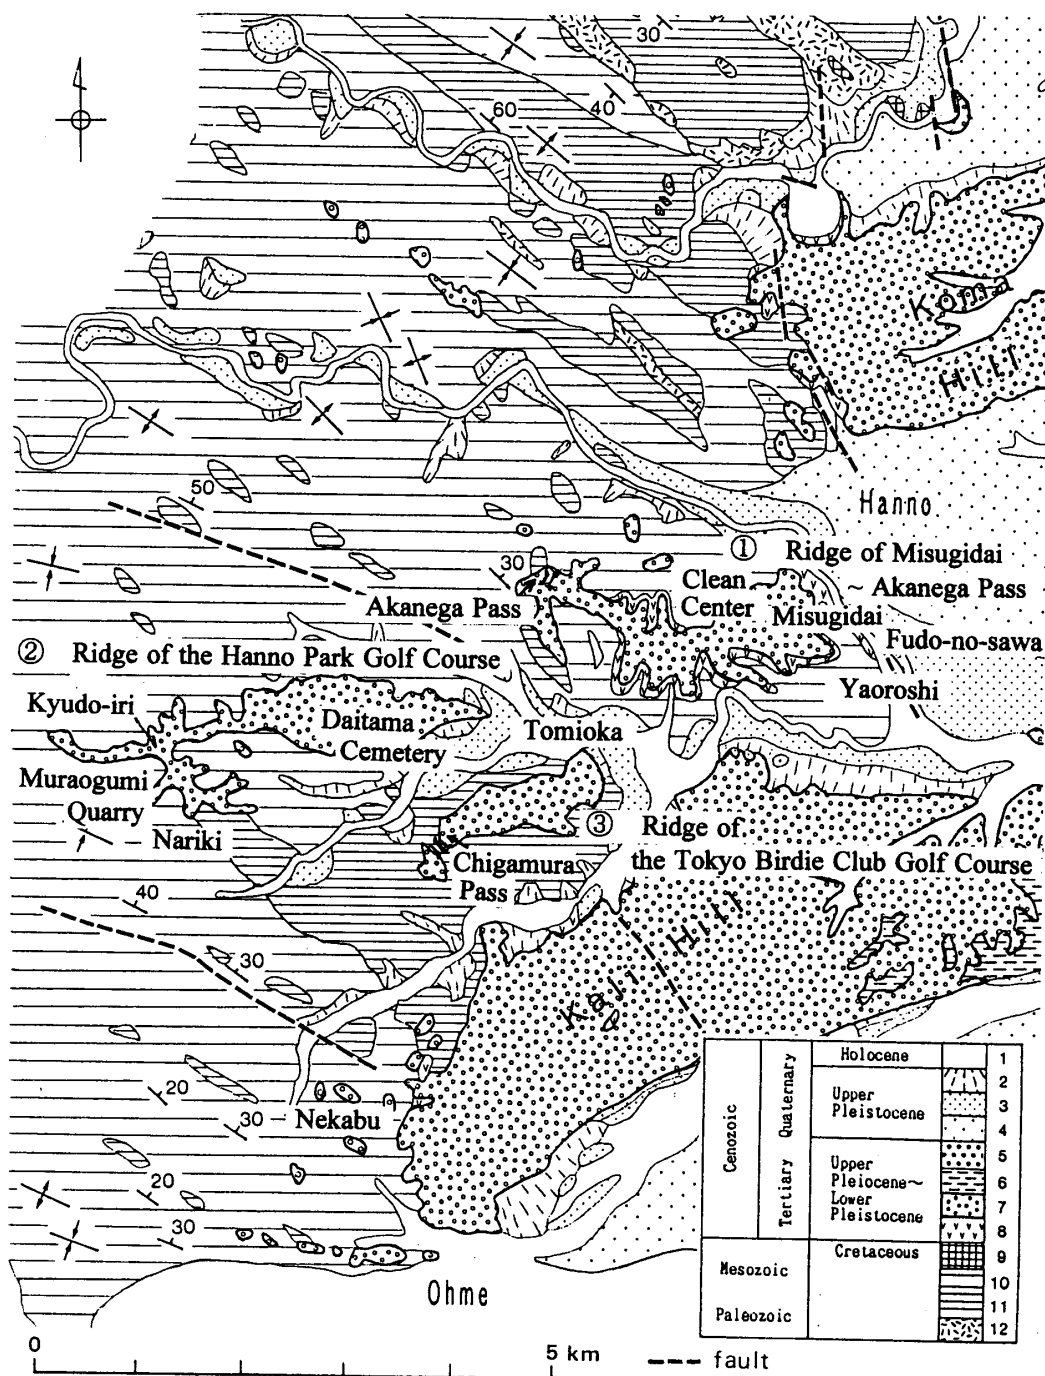 30
40
60
Koma
Hill
50
Hanno
① Ridge of Misugidai
~ Akanega Pass
30
Clean
Center
Akanega Pass
Misugidai
Fudo-no-sawa
② Ridge of the Hanno Park Golf Course
Yaoroshi
Kyudo-iri
Daitama
Cemetery
Tomioka
Muraogumi
Quarry
Nariki
③ Ridge of
the Tokyo Birdie Club Golf Course
Chigamura
Pass
40
30
Kaji Hill
20
30
Nekabu
20
30
Ohme
Cenozoic
Quaternary
Tertiary
Holocene
Upper
Pleistocene
Upper
Pleiocene~
Lower
Pleistocene
Mesozoic
Paleozoic
Cretaceous
1
2
3
4
5
6
7
8
9
10
11
12
0
5 km
fault